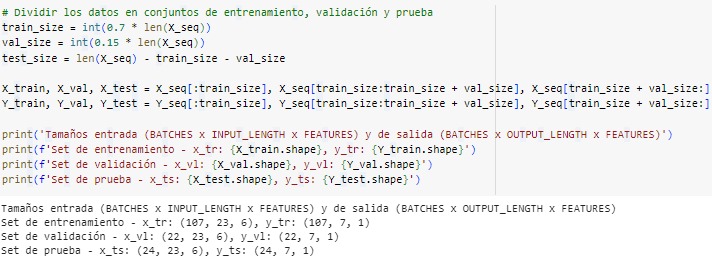 # Dividir los datos en conjuntos de entrenamiento, validación y prueba
train_size = int(0.7 * len(X_seq))
val_size = int(0.15 * len(X_seq))
test_size = len(X_seq) - train_size - val_size
X_train, X_val, X_test = X_seq[:train_size], X_seq[train_size:train_size + val_size], X_seq[train_size + val_size:]
Y_train, Y_val, Y_test = Y_seq[:train_size], Y_seq[train_size:train_size + val_size], Y_seq[train_size + val_size:]
print('Tamaños entrada (BATCHES x INPUT_LENGTH x FEATURES) y de salida (BATCHES x OUTPUT_LENGTH x FEATURES)')
print(f'Set de entrenamiento - x_tr: {X_train.shape}, y_tr: {Y_train.shape}')
print(f'Set de validación - x_vl: {X_val.shape}, y_vl: {Y_val.shape}')
print(f'Set de prueba - x_ts: {X_test.shape}, y_ts: {Y_test.shape}')
Tamaños entrada (BATCHES x INPUT_LENGTH x FEATURES) y de salida (BATCHES x OUTPUT_LENGTH x FEATURES)
Set de entrenamiento - x_tr: (107, 23, 6), y_tr: (107, 7, 1)
Set de validación - x_vl: (22, 23, 6), y_vl: (22, 7, 1)
Set de prueba - x_ts: (24, 23, 6), y_ts: (24, 7, 1)